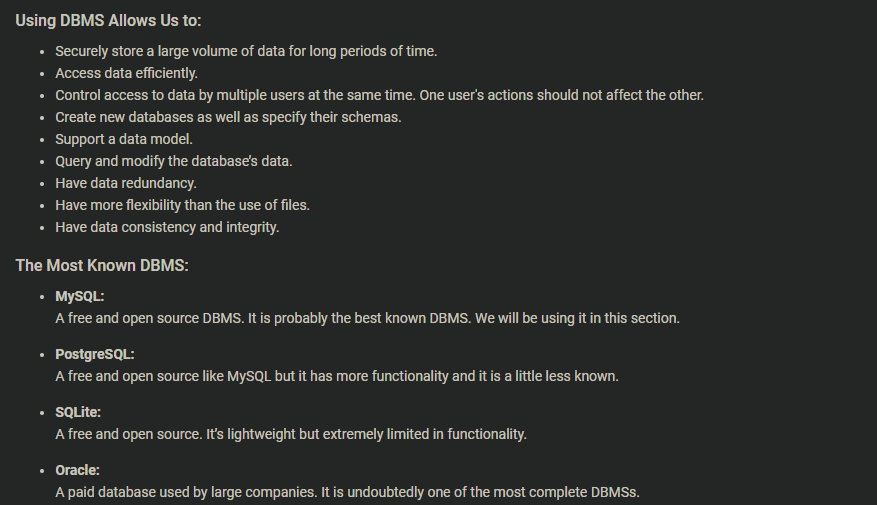 Using DBMS Allows Us to:
• Securely store a large volume of data for long periods of time.
• Access data efficiently.
• Control access to data by multiple users at the same time. One user's actions should not affect the other.
• Create new databases as well as specify their schemas.
• Support a data model.
• Query and modify the database’s data.
• Have data redundancy.
• Have more flexibility than the use of files.
• Have data consistency and integrity.
The Most Known DBMS:
• MySQL:
A free and open source DBMS. It is probably the best known DBMS. We will be using it in this section.
• PostgreSQL:
A free and open source like MySQL but it has more functionality and it is a little less known.
• SQLite:
A free and open source. It’s lightweight but extremely limited in functionality.
• Oracle:
A paid database used by large companies. It is undoubtedly one of the most complete DBMSs.